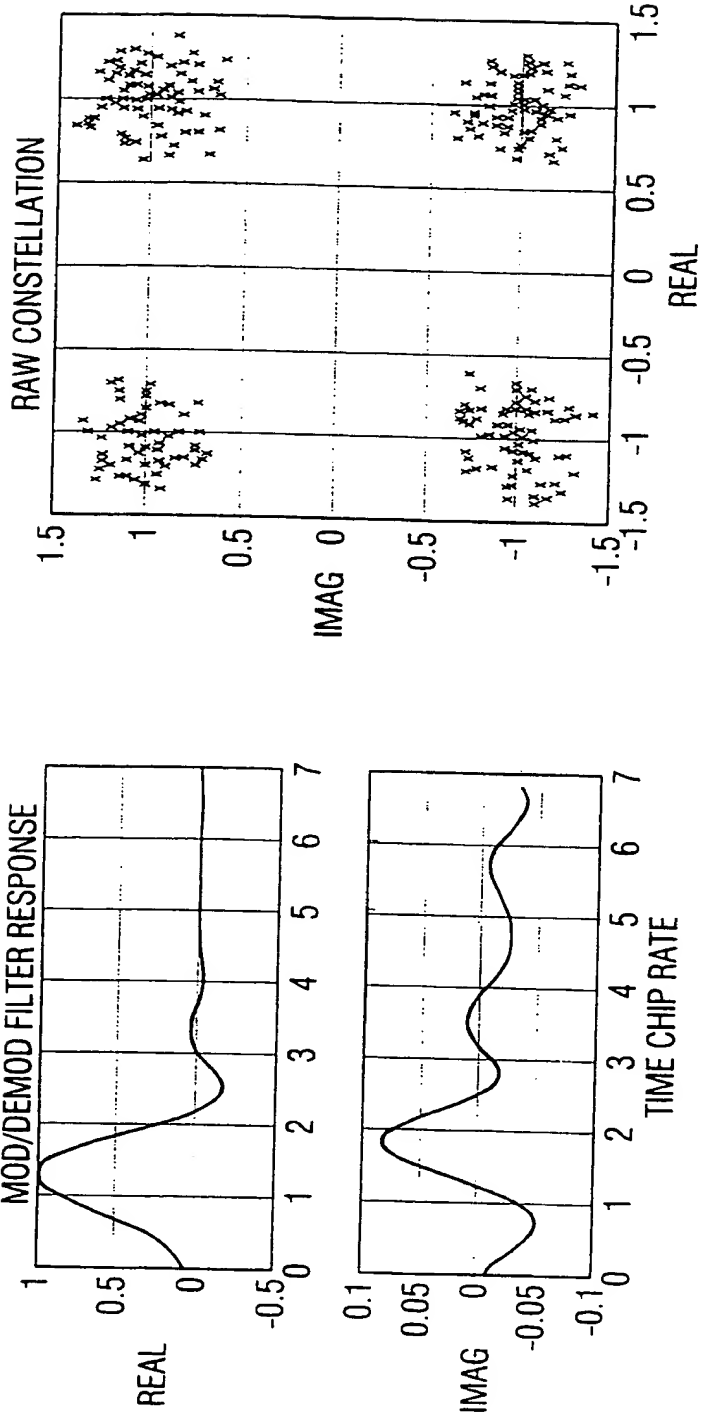 MOD/DEMOD FILTER RESPONSE
1
0.5
0
-0.5
REAL
0 1 2 3 4 5 6 7
0.1
0.05
0
-0.05
-0.1
IMAG
0 1 2 3 4 5 6 7
TIME CHIP RATE
RAW CONSTELLATION
1.5
1
0.5
0
-0.5
-1
-1.5
IMAG
-1.5 -1 -0.5 0 0.5 1 1.5
REAL